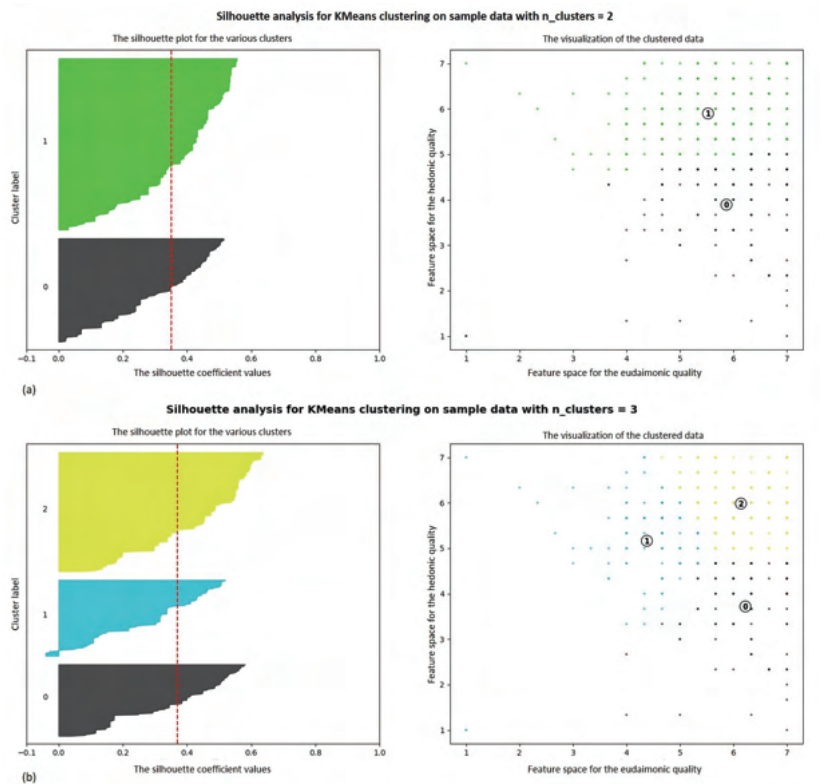 Silhouette analysis for KMeans clustering on sample data with n_clusters = 2
The silhouette plot for the various clusters
Cluster label
1
0
-0.1 0.0 0.2 0.4 0.6 0.8 1.0
The silhouette coefficient values
The visualization of the clustered data
Feature space for the hedonic quality
7
6
5
4
3
2
1
1
0
1 2 3 4 5 6 7
Feature space for the eudaimonic quality
(a)
Silhouette analysis for KMeans clustering on sample data with n_clusters = 3
The silhouette plot for the various clusters
Cluster label
2
1
0
0.0 0.2 0.4 0.6 0.8 1.0
The silhouette coefficient values
The visualization of the clustered data
Feature space for the hedonic quality
7
6
5
4
3
2
1
2
1
0
1 2 3 4 5 6 7
Feature space for the eudaimonic quality
(b)